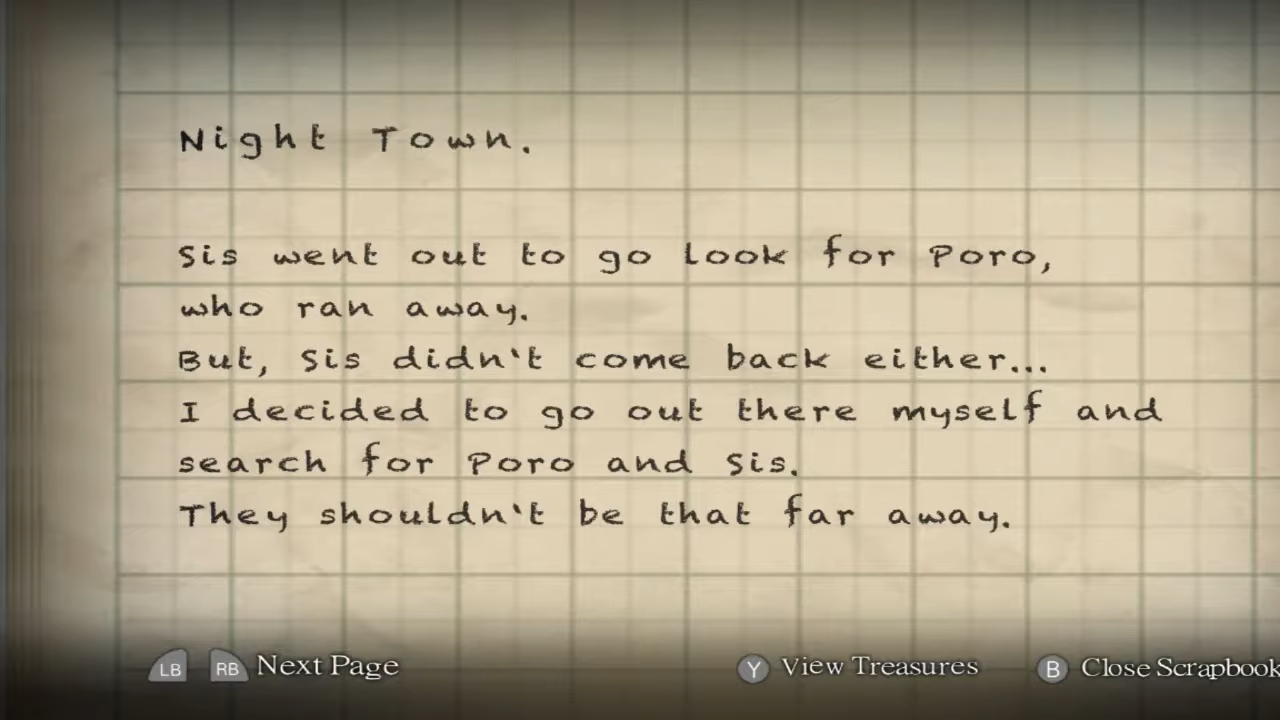 Night Town.
Sis went out to go look for Poro,
who ran away.
But, Sis didn't come back either...
I decided to go out there myself and
search for Poro and Sis.
They shouldn't be that far away.
LB RB Next Page Y View Treasures B Close Scrapbook